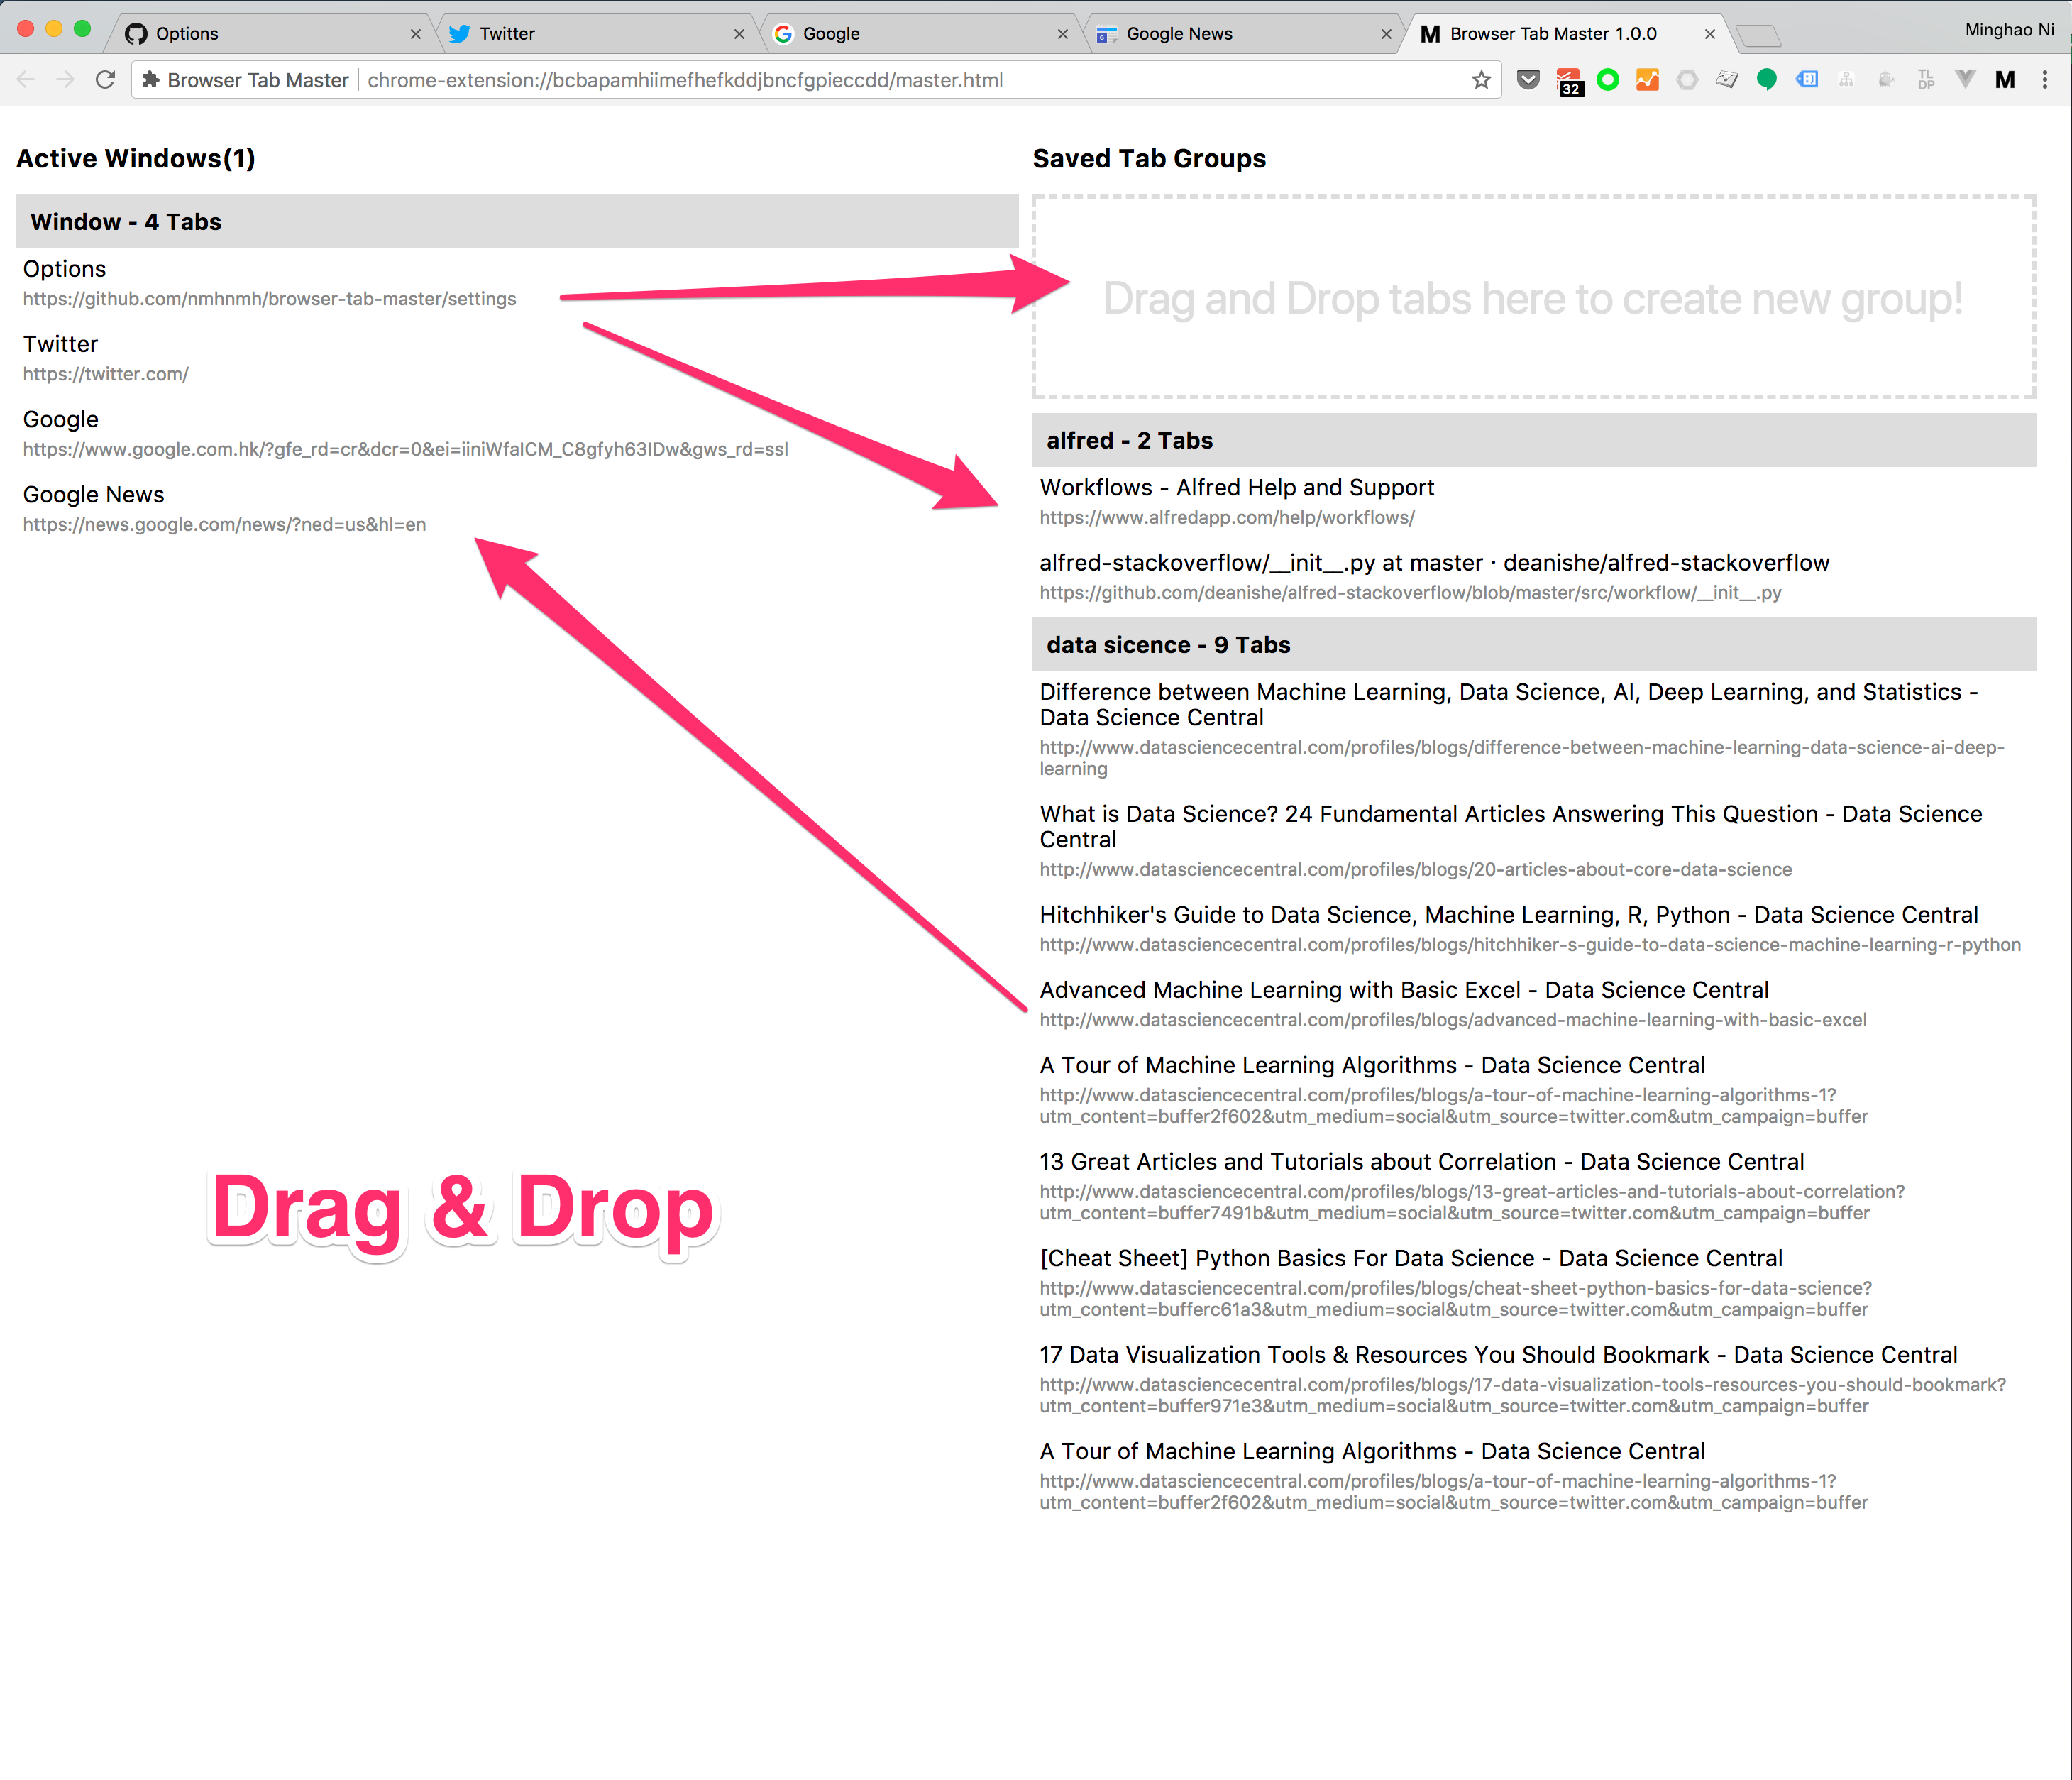 Options
Twitter
Google
Google News
M Browser Tab Master 1.0.0
Minghao Ni
Browser Tab Master
chrome-extension://bcbapamhiimefhefkddjbncfgpieccdd/master.html
32
TL
DP
M
Active Windows(1)
Window - 4 Tabs
Options
https://github.com/nmhnmh/browser-tab-master/settings
Twitter
https://twitter.com/
Google
https://www.google.com.hk/?gfe_rd=cr&dcr=0&ei=iiniWfaICM_C8gfyh63IDw&gws_rd=ssl
Google News
https://news.google.com/news/?ned=us&hl=en
Drag & Drop
Saved Tab Groups
Drag and Drop tabs here to create new group!
alfred - 2 Tabs
Workflows - Alfred Help and Support
https://www.alfredapp.com/help/workflows/
alfred-stackoverflow/__init__.py at master · deanishe/alfred-stackoverflow
https://github.com/deanishe/alfred-stackoverflow/blob/master/src/workflow/__init__.py
data sicence - 9 Tabs
Difference between Machine Learning, Data Science, AI, Deep Learning, and Statistics -
Data Science Central
http://www.datasciencecentral.com/profiles/blogs/difference-between-machine-learning-data-science-ai-deep-
learning
What is Data Science? 24 Fundamental Articles Answering This Question - Data Science
Central
http://www.datasciencecentral.com/profiles/blogs/20-articles-about-core-data-science
Hitchhiker's Guide to Data Science, Machine Learning, R, Python - Data Science Central
http://www.datasciencecentral.com/profiles/blogs/hitchhiker-s-guide-to-data-science-machine-learning-r-python
Advanced Machine Learning with Basic Excel - Data Science Central
http://www.datasciencecentral.com/profiles/blogs/advanced-machine-learning-with-basic-excel
A Tour of Machine Learning Algorithms - Data Science Central
http://www.datasciencecentral.com/profiles/blogs/a-tour-of-machine-learning-algorithms-1?
utm_content=buffer2f602&utm_medium=social&utm_source=twitter.com&utm_campaign=buffer
13 Great Articles and Tutorials about Correlation - Data Science Central
http://www.datasciencecentral.com/profiles/blogs/13-great-articles-and-tutorials-about-correlation?
utm_content=buffer7491b&utm_medium=social&utm_source=twitter.com&utm_campaign=buffer
[Cheat Sheet] Python Basics For Data Science - Data Science Central
http://www.datasciencecentral.com/profiles/blogs/cheat-sheet-python-basics-for-data-science?
utm_content=bufferc61a3&utm_medium=social&utm_source=twitter.com&utm_campaign=buffer
17 Data Visualization Tools & Resources You Should Bookmark - Data Science Central
http://www.datasciencecentral.com/profiles/blogs/17-data-visualization-tools-resources-you-should-bookmark?
utm_content=buffer971e3&utm_medium=social&utm_source=twitter.com&utm_campaign=buffer
A Tour of Machine Learning Algorithms - Data Science Central
http://www.datasciencecentral.com/profiles/blogs/a-tour-of-machine-learning-algorithms-1?
utm_content=buffer2f602&utm_medium=social&utm_source=twitter.com&utm_campaign=buffer